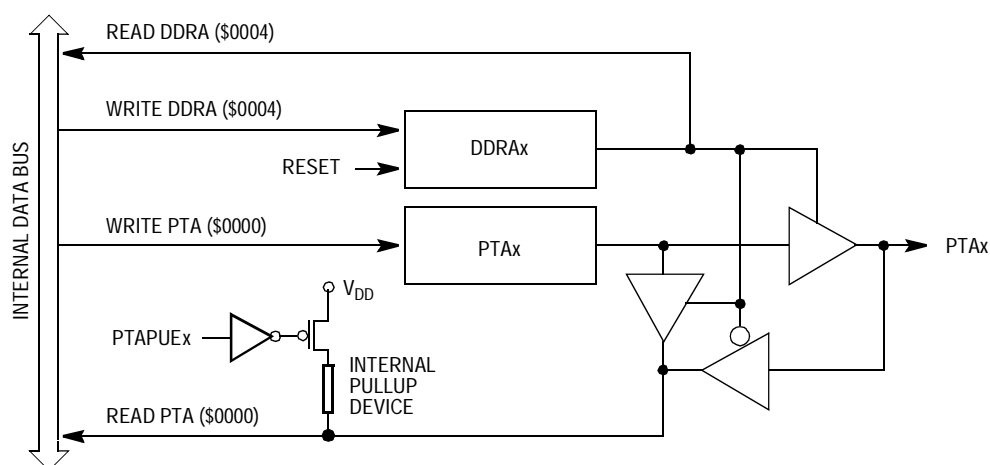 READ DDRA ($0004)
WRITE DDRA ($0004)
DDRAx
RESET
INTERNAL DATA BUS
WRITE PTA ($0000)
PTAx
PTAx
VDD
PTAPUEx
INTERNAL
PULLUP
DEVICE
READ PTA ($0000)